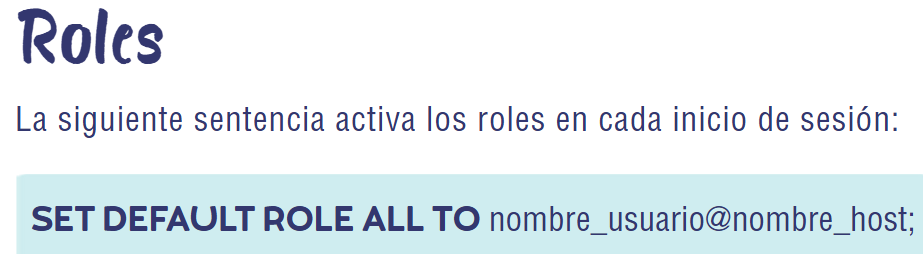 Roles
La siguiente sentencia activa los roles en cada inicio de sesión:
SET DEFAULT ROLE ALL TO nombre_usuario@nombre_host;